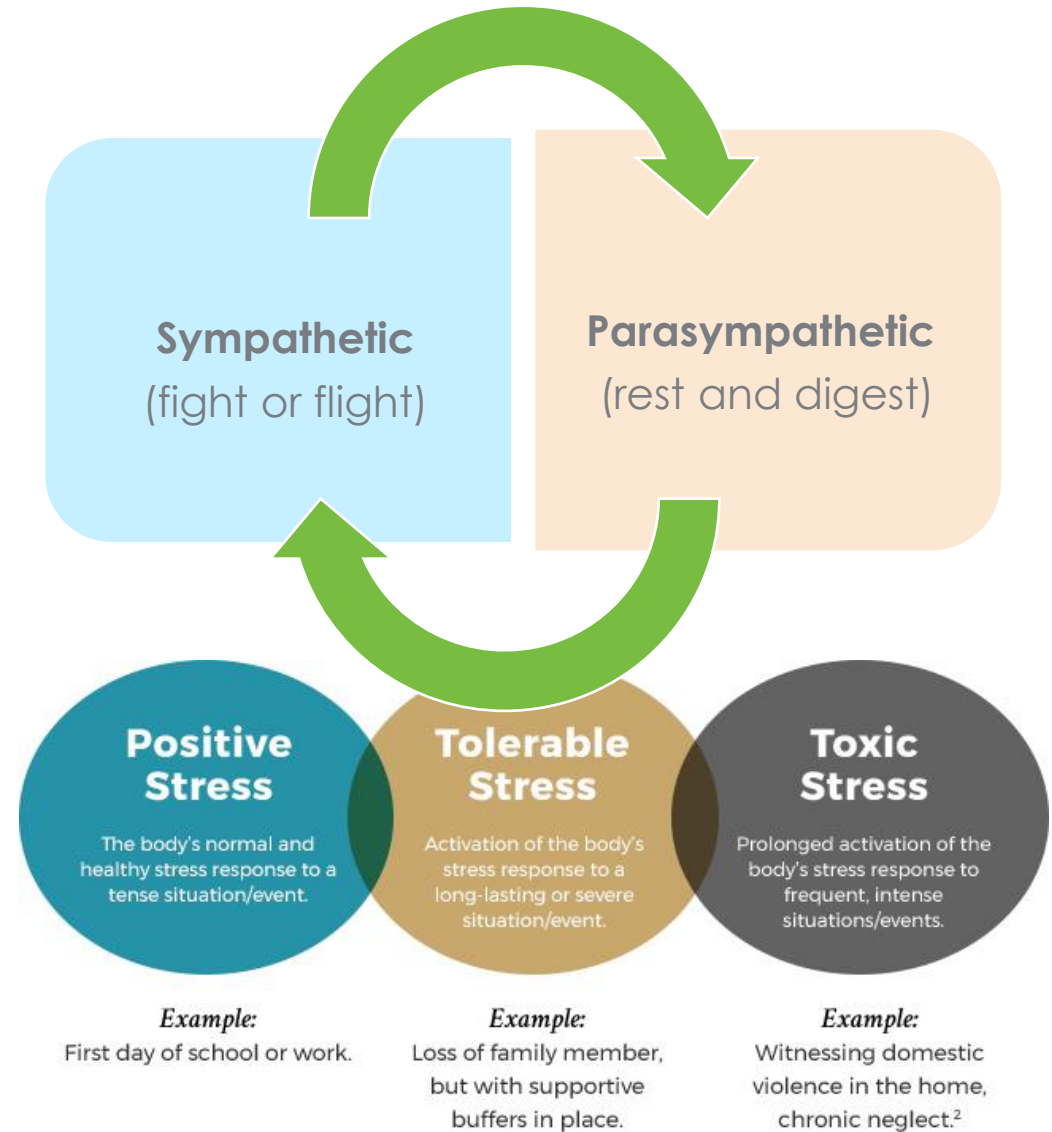 Sympathetic
(fight or flight)
Parasympathetic
(rest and digest)
Positive
Stress
The body's normal and
healthy stress response to a
tense situation/event.
Tolerable
Stress
Activation of the body's
stress response to a
long-lasting or severe
situation/event.
Toxic
Stress
Prolonged activation of the
body's stress response to
frequent, intense
situations/events.
Example:
First day of school or work.
Example:
Loss of family member,
but with supportive
buffers in place.
Example:
Witnessing domestic
violence in the home,
chronic neglect.²